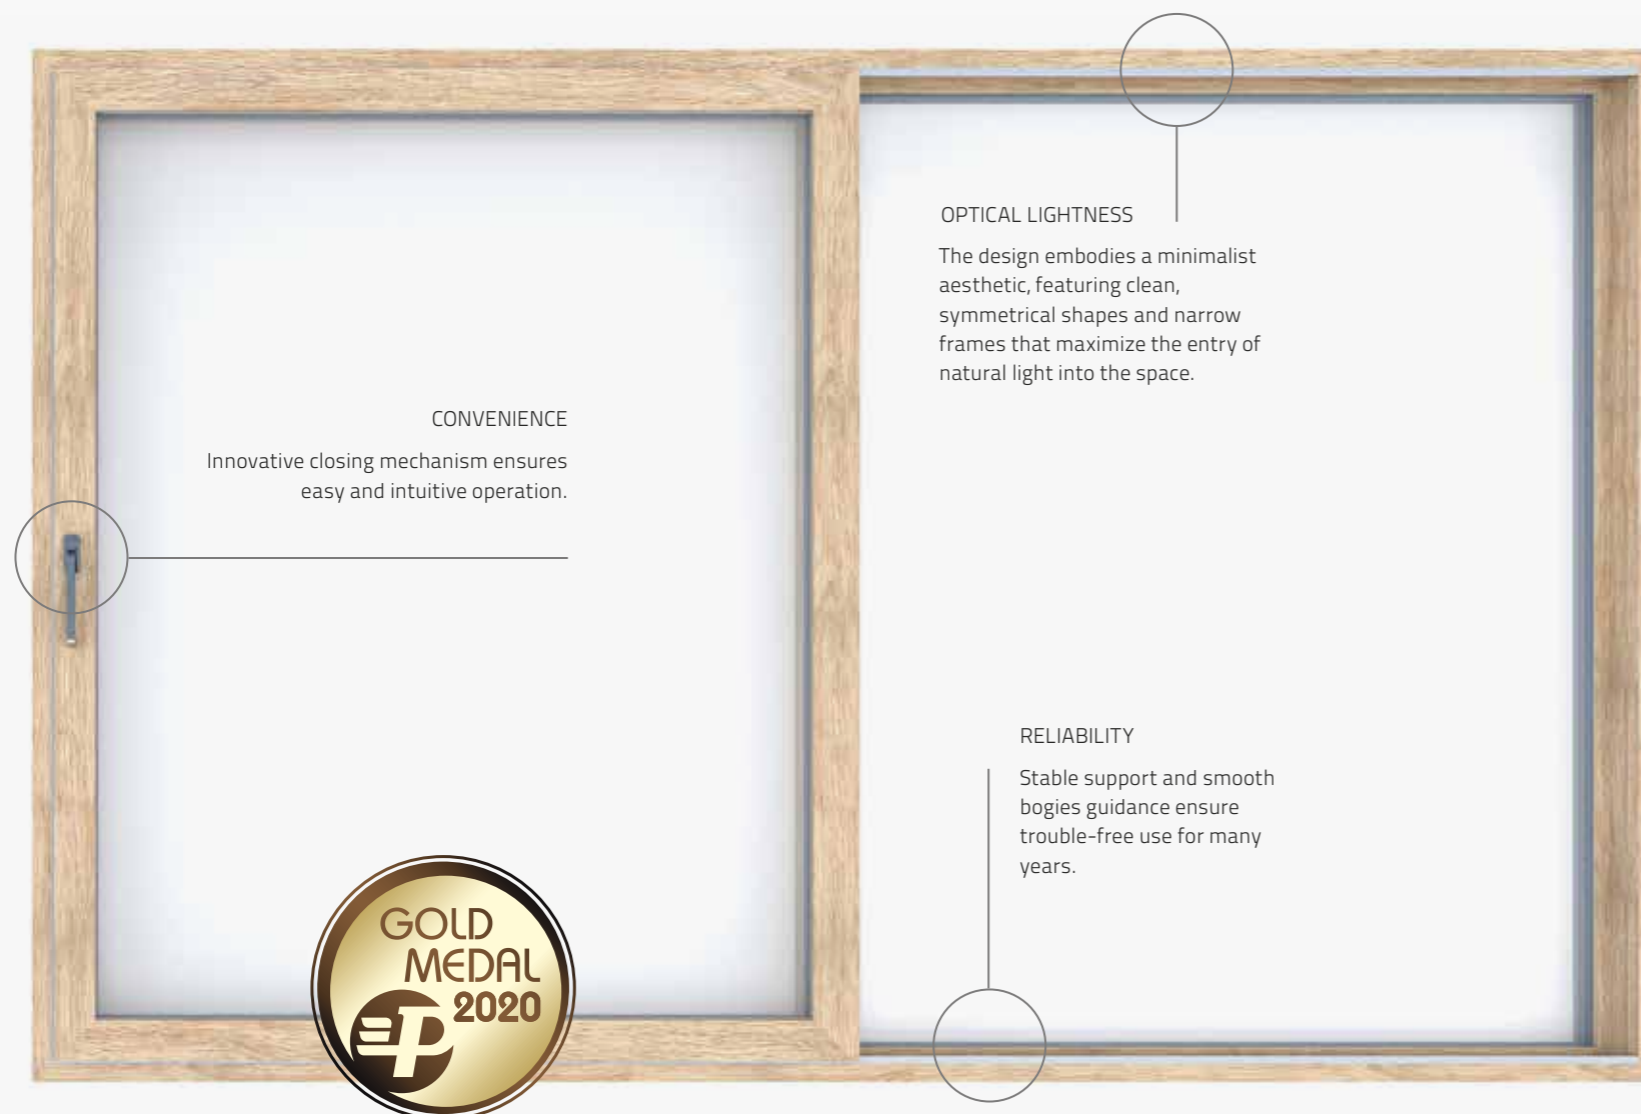 OPTICAL LIGHTNESS
The design embodies a minimalist
aesthetic, featuring clean,
symmetrical shapes and narrow
frames that maximize the entry of
natural light into the space.
CONVENIENCE
Innovative closing mechanism ensures
easy and intuitive operation.
RELIABILITY
Stable support and smooth
bogies guidance ensure
trouble-free use for many
years.
GOLD
MEDAL
2020